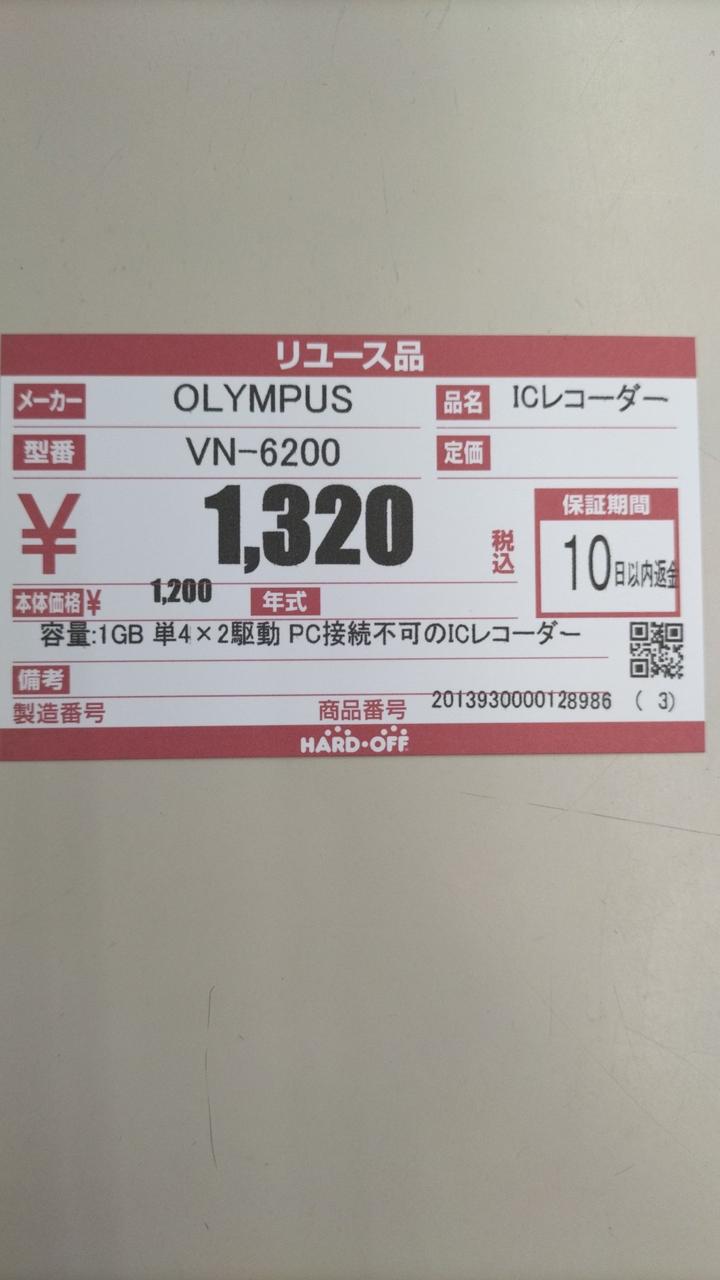 リユース品
メーカー OLYMPUS 品名 ICレコーダー
型番 VN-6200 定価
¥ 1,320 税込 保証期間
10日以内返金
本体価格¥ 1,200 年式
容量:1GB 単4×2駆動 PC接続不可のICレコーダー
備考
製造番号 商品番号 2013930000128986 ( 3)
HARD・OFF